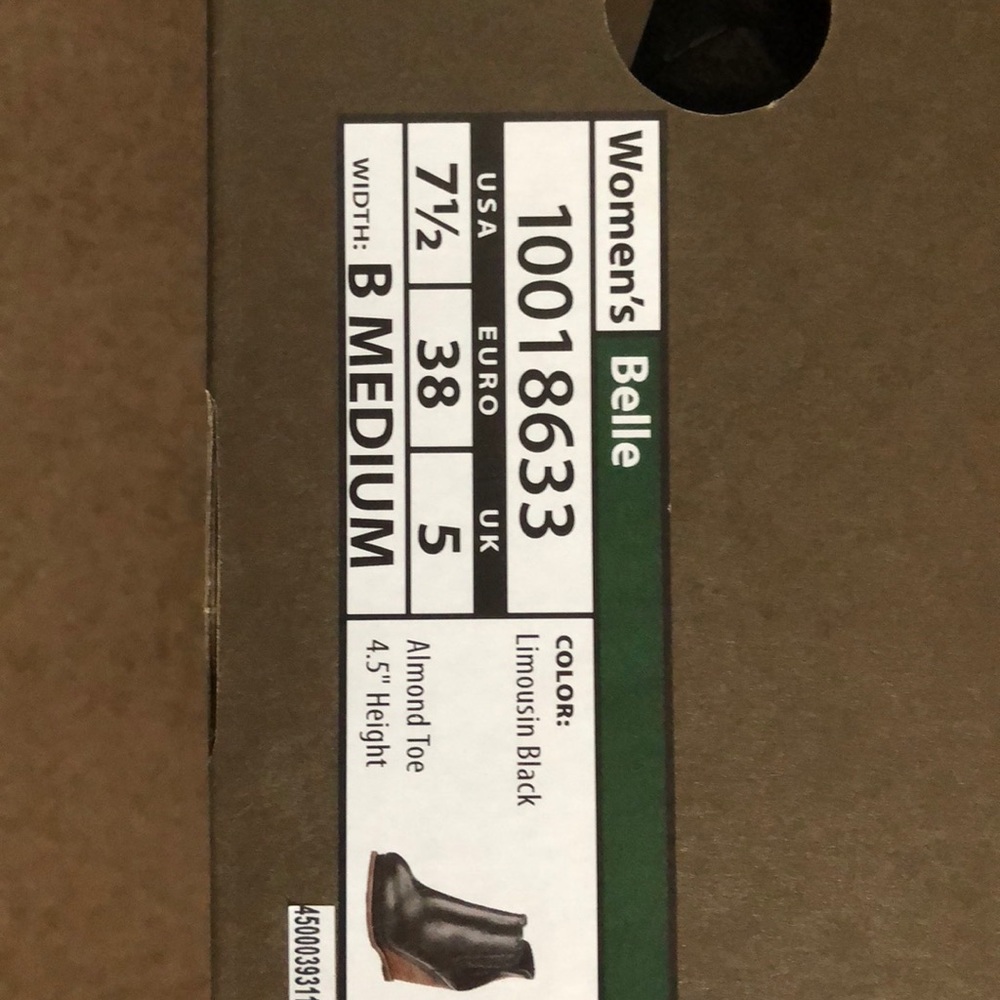 Women's Belle
10018633
USA EURO UK
7½ 38 5
WIDTH: B MEDIUM
COLOR:
Limousin Black
Almond Toe
4.5" Height